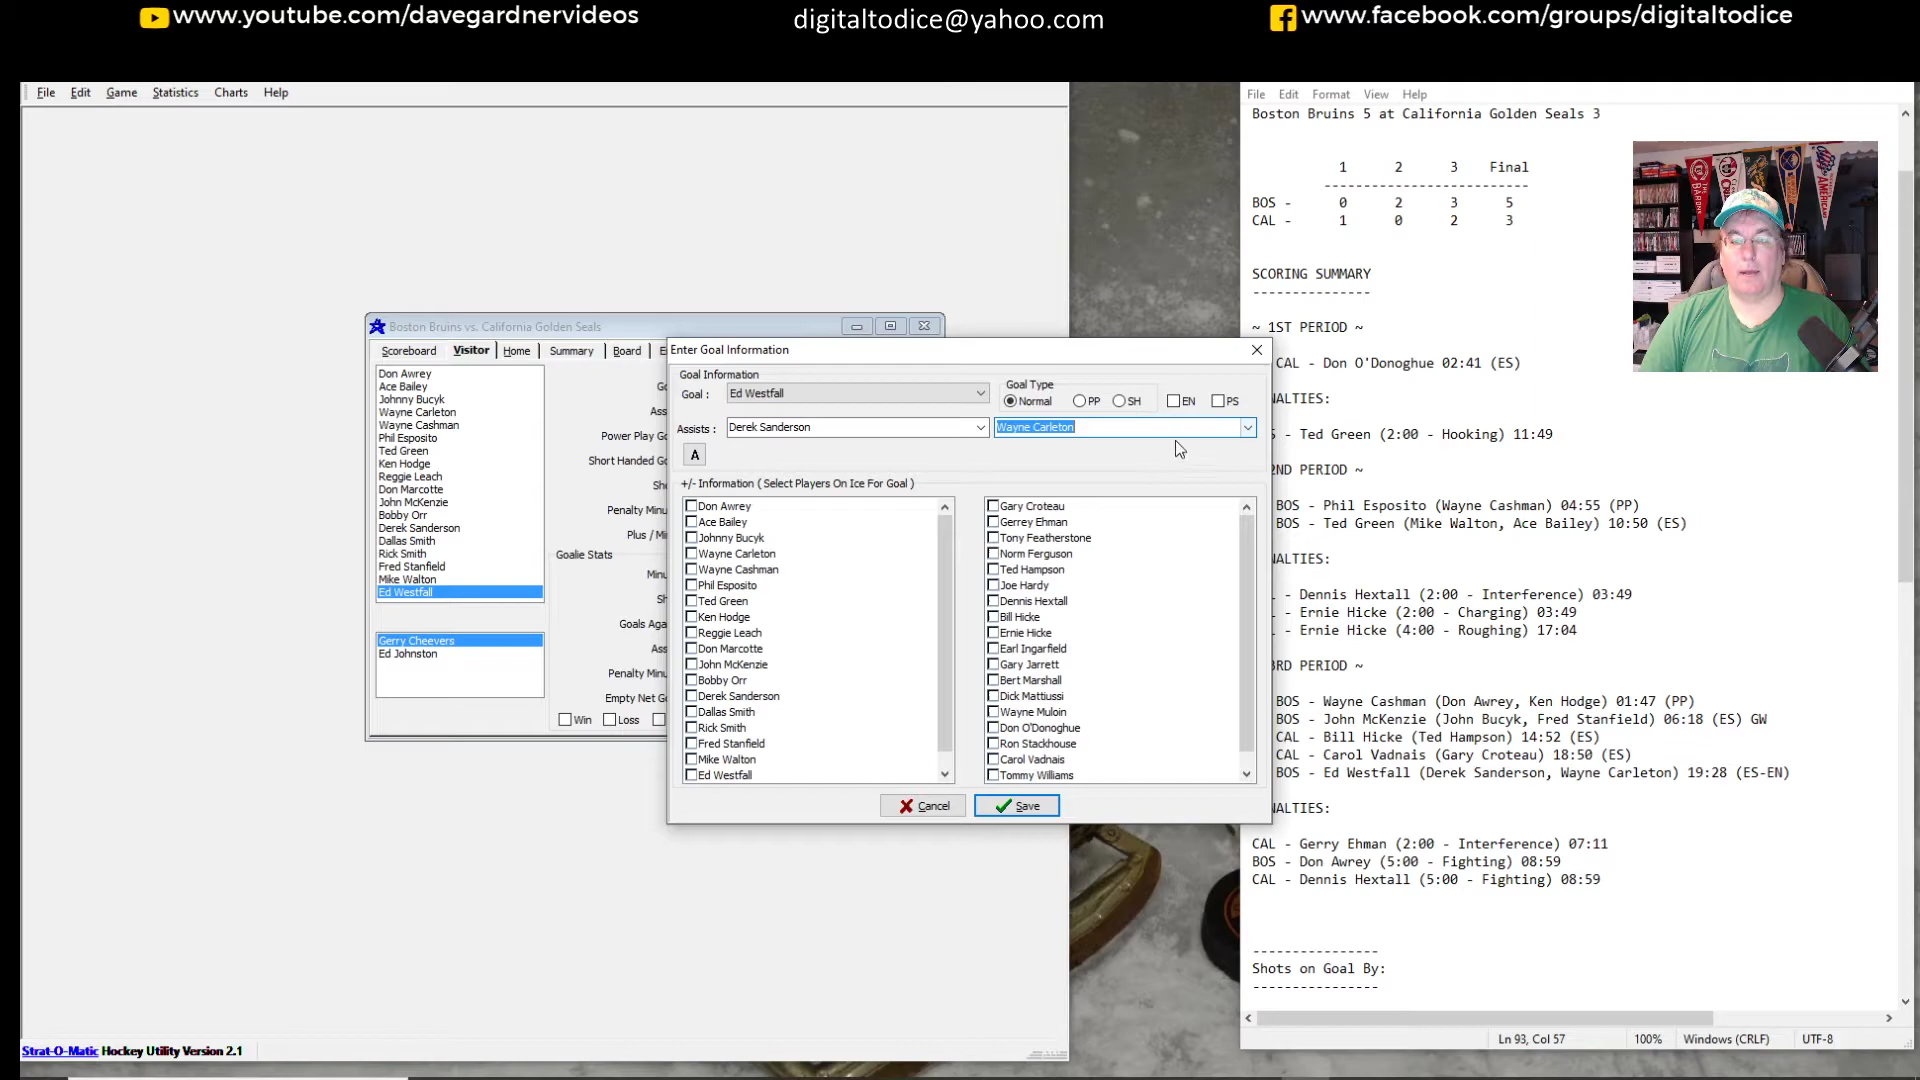 www.youtube.com/davegardnervideos
digitaltodice@yahoo.com
www.facebook.com/groups/digitaltodice
File Edit Game Statistics Charts Help
Boston Bruins vs. California Golden Seals
Scoreboard Visitor Home Summary Board E
Don Awrey
Ace Bailey
Johnny Bucyk
Wayne Carleton
Wayne Cashman
Phil Esposito
Ted Green
Ken Hodge
Reggie Leach
Don Marcotte
John McKenzie
Bobby Orr
Derek Sanderson
Dallas Smith
Rick Smith
Fred Stanfield
Mike Walton
Ed Westfall
Gerry Cheevers
Ed Johnston
Go
Ass
Power Play Go
Short Handed Go
Sho
Penalty Minu
Plus / Mi
Goalie Stats
Minu
Sh
Goals Aga
Ass
Penalty Minu
Empty Net Go
Win Loss
Enter Goal Information
Goal Information
Goal : Ed Westfall
Goal Type
Normal PP SH EN PS
Assists : Derek Sanderson Wayne Carleton
A
+/- Information ( Select Players On Ice For Goal )
Don Awrey
Ace Bailey
Johnny Bucyk
Wayne Carleton
Wayne Cashman
Phil Esposito
Ted Green
Ken Hodge
Reggie Leach
Don Marcotte
John McKenzie
Bobby Orr
Derek Sanderson
Dallas Smith
Rick Smith
Fred Stanfield
Mike Walton
Ed Westfall
Gary Croteau
Gerrey Ehman
Tony Featherstone
Norm Ferguson
Ted Hampson
Joe Hardy
Dennis Hextall
Bill Hicke
Ernie Hicke
Earl Ingarfield
Gary Jarrett
Bert Marshall
Dick Mattiussi
Wayne Muloin
Don O'Donoghue
Ron Stackhouse
Carol Vadnais
Tommy Williams
Cancel Save
Strat-O-Matic Hockey Utility Version 2.1
File Edit Format View Help
Boston Bruins 5 at California Golden Seals 3
1 2 3 Final
-----------------------
BOS - 0 2 3 5
CAL - 1 0 2 3
SCORING SUMMARY
---------------
~ 1ST PERIOD ~
CAL - Don O'Donoghue 02:41 (ES)
NALTIES:
S - Ted Green (2:00 - Hooking) 11:49
2ND PERIOD ~
BOS - Phil Esposito (Wayne Cashman) 04:55 (PP)
BOS - Ted Green (Mike Walton, Ace Bailey) 10:50 (ES)
NALTIES:
L - Dennis Hextall (2:00 - Interference) 03:49
L - Ernie Hicke (2:00 - Charging) 03:49
L - Ernie Hicke (4:00 - Roughing) 17:04
3RD PERIOD ~
BOS - Wayne Cashman (Don Awrey, Ken Hodge) 01:47 (PP)
BOS - John McKenzie (John Bucyk, Fred Stanfield) 06:18 (ES) GW
CAL - Bill Hicke (Ted Hampson) 14:52 (ES)
CAL - Carol Vadnais (Gary Croteau) 18:50 (ES)
BOS - Ed Westfall (Derek Sanderson, Wayne Carleton) 19:28 (ES-EN)
NALTIES:
CAL - Gerry Ehman (2:00 - Interference) 07:11
BOS - Don Awrey (5:00 - Fighting) 08:59
CAL - Dennis Hextall (5:00 - Fighting) 08:59
----------------
Shots on Goal By:
----------------
Ln 93, Col 57 100% Windows (CRLF) UTF-8